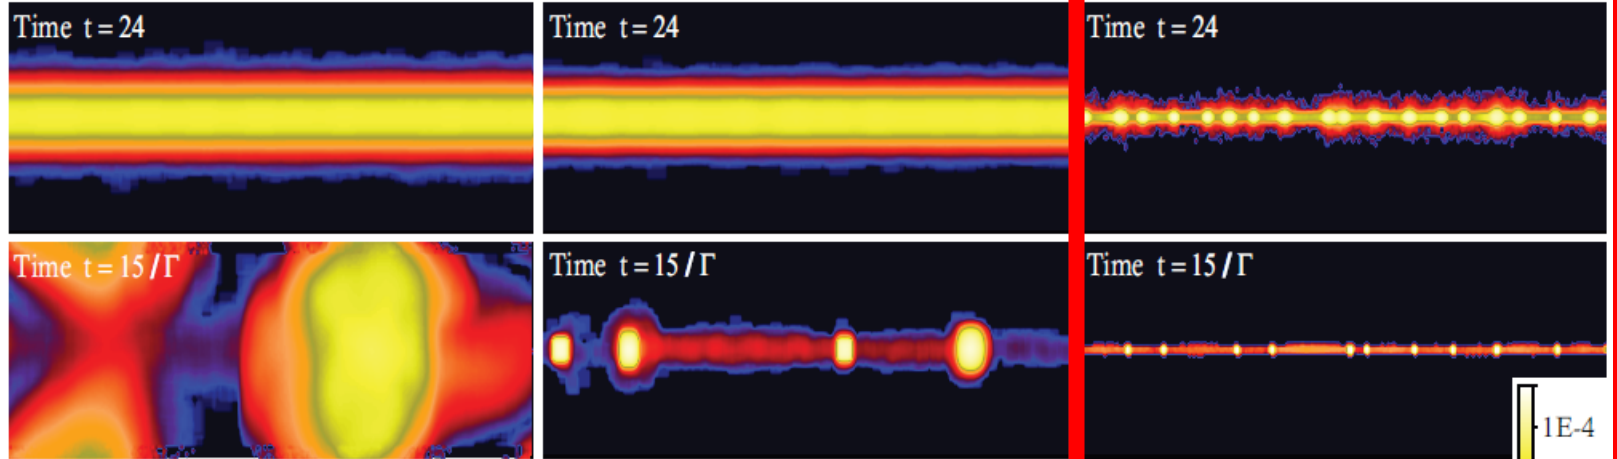 Time t = 24
Time t = 24
Time t = 24
Time t = 15 / Γ
Time t = 15 / Γ
Time t = 15 / Γ
1E-4